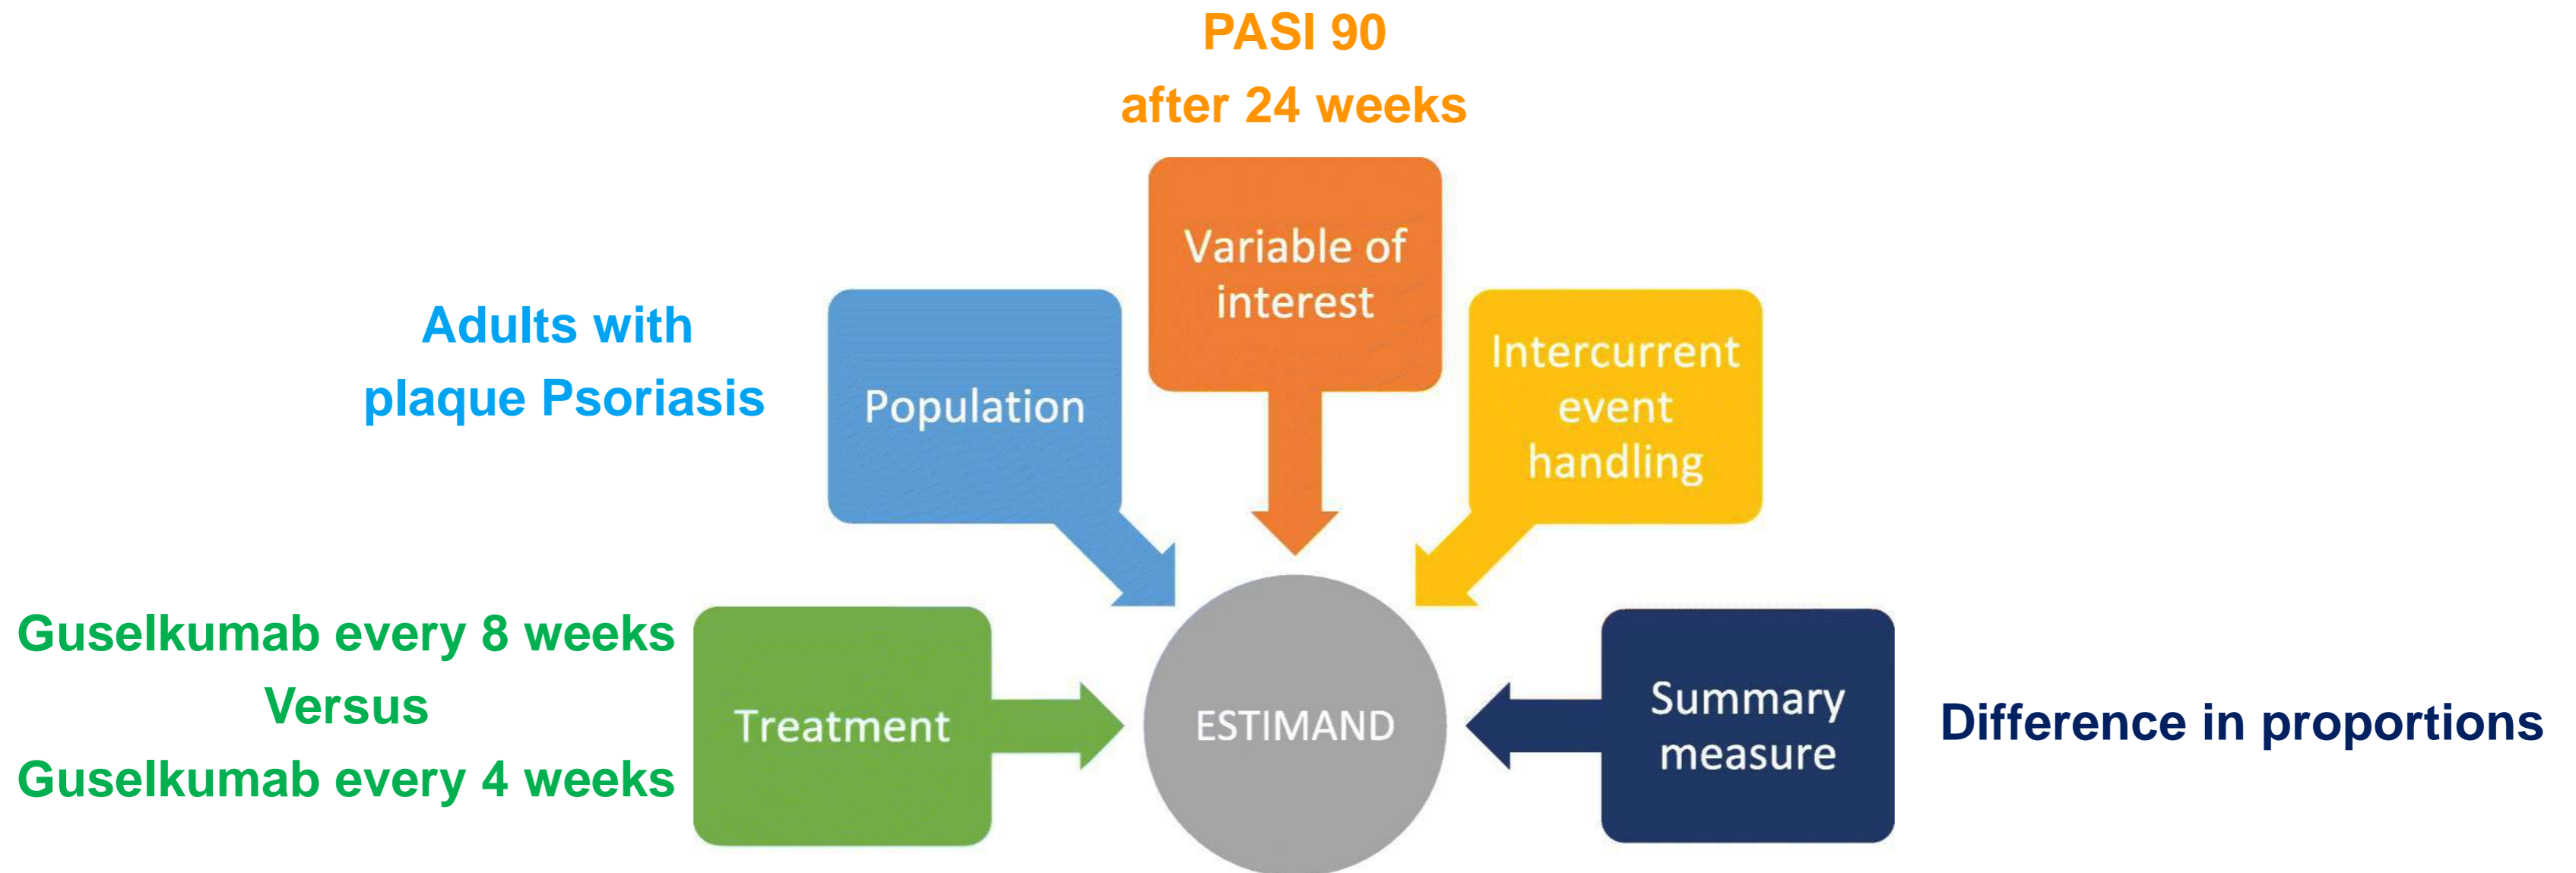 PASI 90
after 24 weeks
Variable of
interest
Adults with
plaque Psoriasis
Population
Intercurrent
event
handling
Guselkumab every 8 weeks
Versus
Guselkumab every 4 weeks
Treatment
ESTIMAND
Summary
measure
Difference in proportions